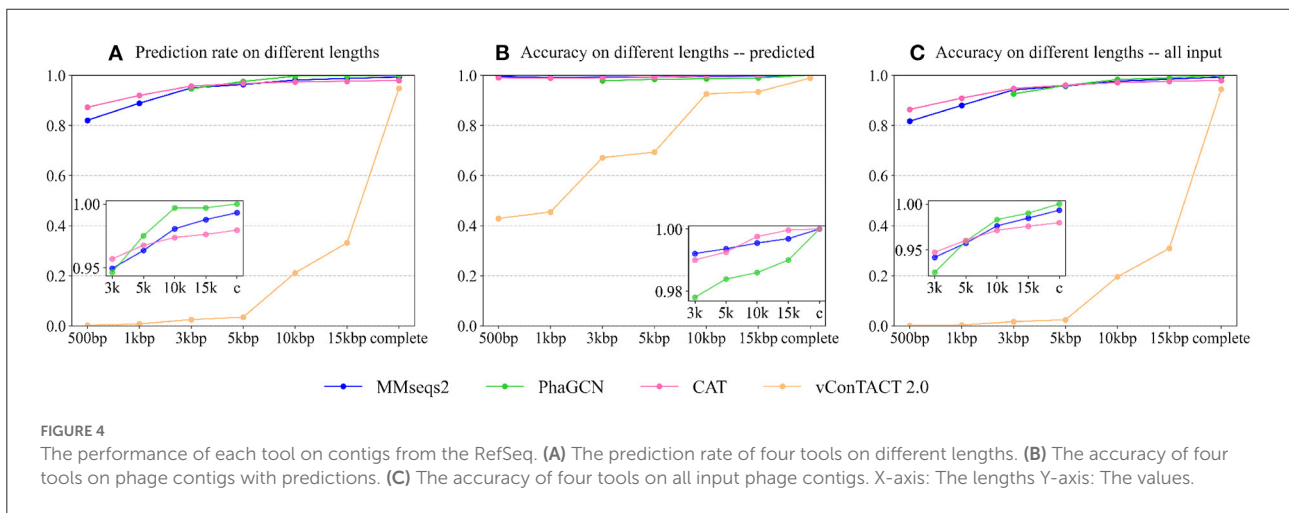 A Prediction rate on different lengths
1.0
0.8
0.6
0.4
0.2
0.0
500bp 1kbp 3kbp 5kbp 10kbp 15kbp complete
1.00
0.95
3k 5k 10k 15k c
B Accuracy on different lengths -- predicted
1.0
0.8
0.6
0.4
0.2
0.0
500bp 1kbp 3kbp 5kbp 10kbp 15kbp complete
1.00
0.98
3k 5k 10k 15k c
C Accuracy on different lengths -- all input
1.0
0.8
0.6
0.4
0.2
0.0
500bp 1kbp 3kbp 5kbp 10kbp 15kbp complete
1.00
0.95
3k 5k 10k 15k c
MMseqs2 PhaGCN CAT vConTACT 2.0
FIGURE 4
The performance of each tool on contigs from the RefSeq. (A) The prediction rate of four tools on different lengths. (B) The accuracy of four
tools on phage contigs with predictions. (C) The accuracy of four tools on all input phage contigs. X-axis: The lengths Y-axis: The values.